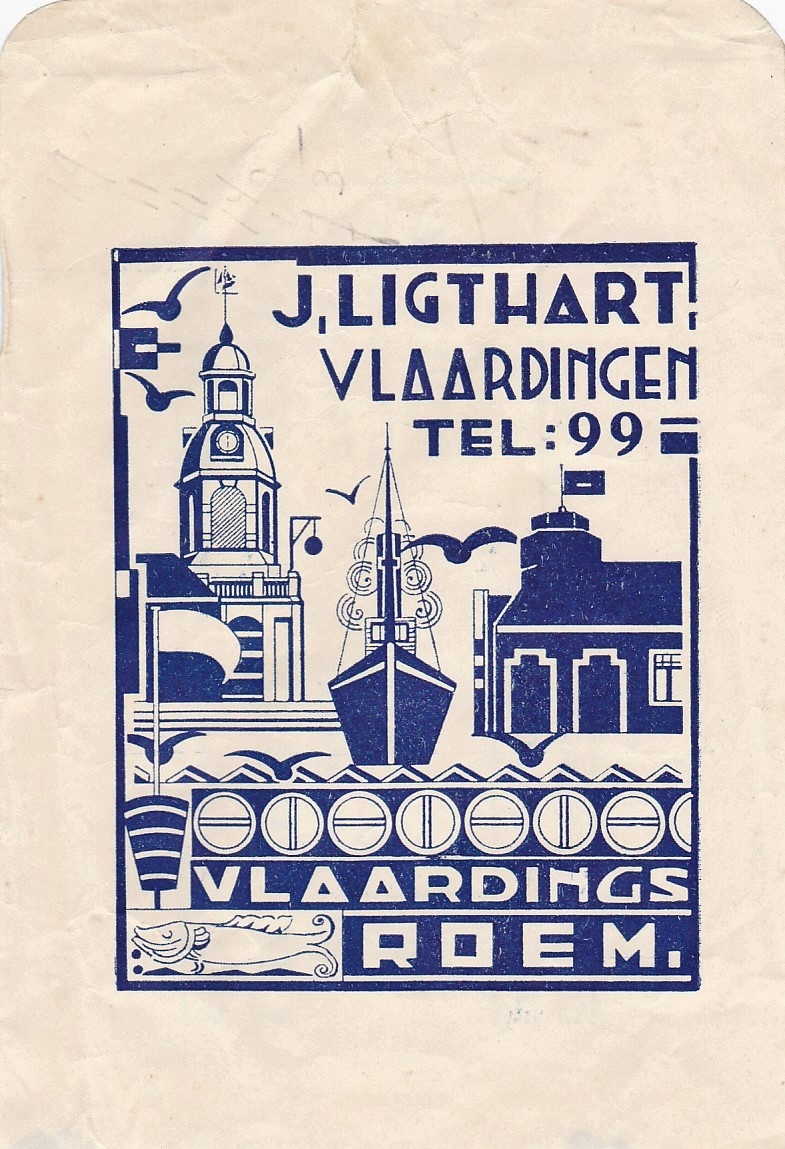 J. LIGTHART.
VLAARDINGEN
TEL: 99
VLAARDINGS
ROEM.